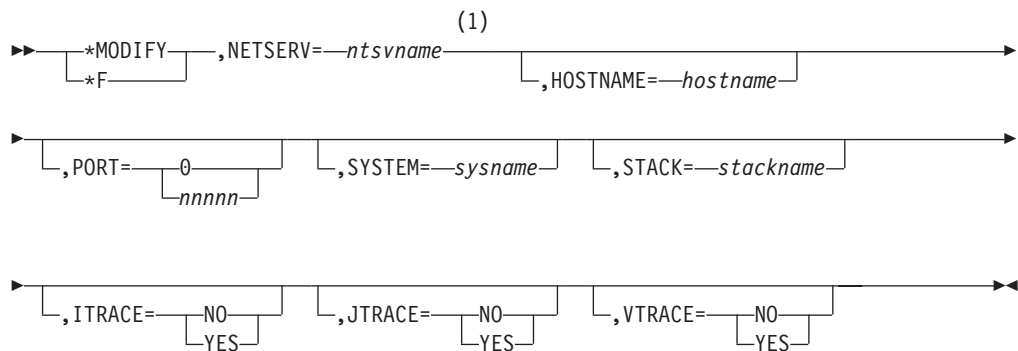 (1)
*MODIFY ,NETSERV= ntsvname
*F ,HOSTNAME= hostname
,PORT= 0 ,SYSTEM= sysname ,STACK= stackname
nnnnn
,ITRACE= NO ,JTRACE= NO ,VTRACE= NO
YES YES YES